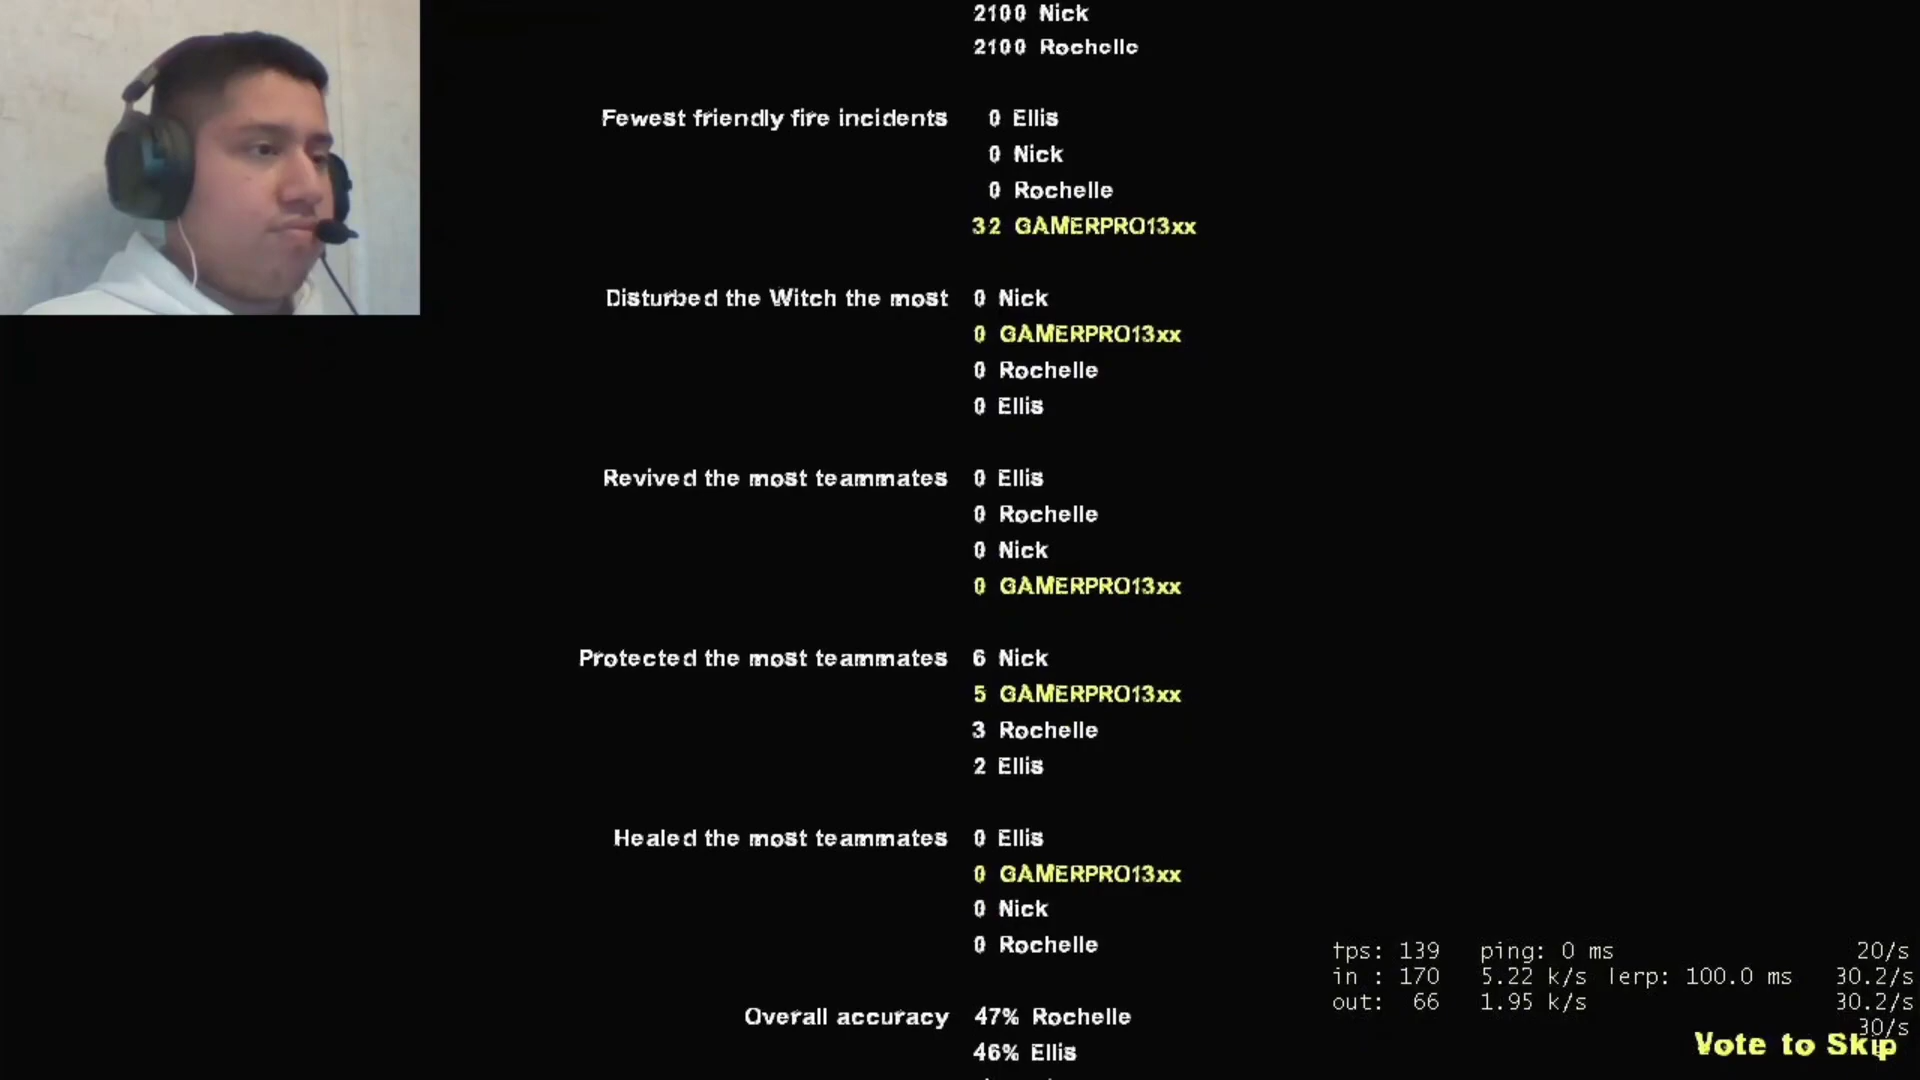 2100 Nick
2100 Rochelle
Fewest friendly fire incidents 0 Ellis
0 Nick
0 Rochelle
32 GAMERPRO13xx
Disturbed the Witch the most 0 Nick
0 GAMERPRO13xx
0 Rochelle
0 Ellis
Revived the most teammates 0 Ellis
0 Rochelle
0 Nick
0 GAMERPRO13xx
Protected the most teammates 6 Nick
5 GAMERPRO13xx
3 Rochelle
2 Ellis
Healed the most teammates 0 Ellis
0 GAMERPRO13xx
0 Nick
0 Rochelle
Overall accuracy 47% Rochelle
46% Ellis
fps: 139 ping: 0 ms 20/s
in : 170 5.22 k/s lerp: 100.0 ms 30.2/s
out: 66 1.95 k/s 30.2/s
30/s
Vote to Skip